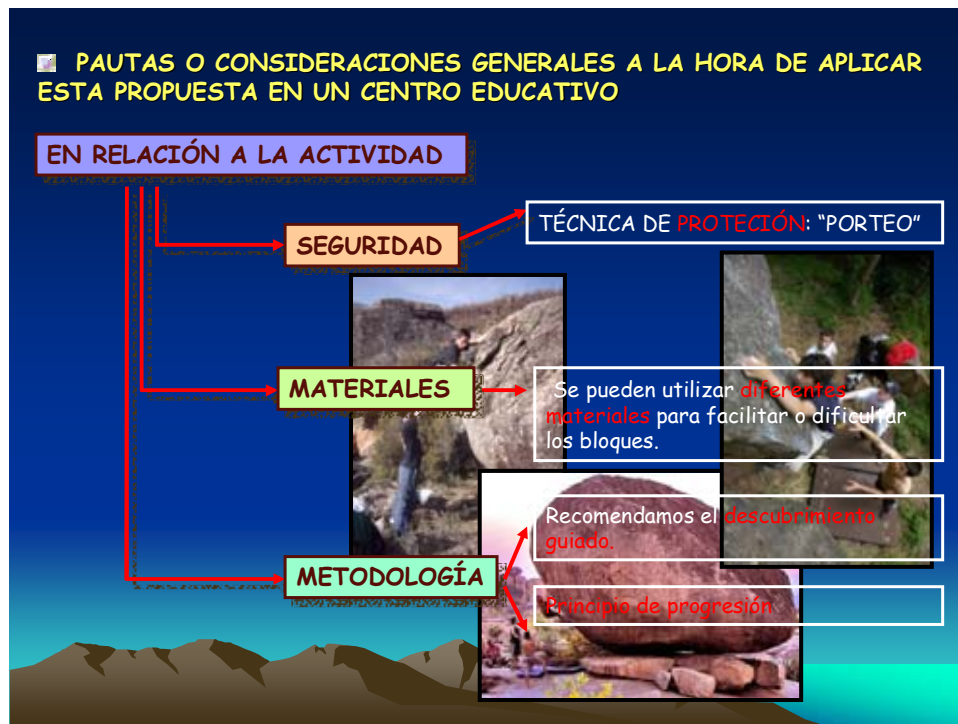 PAUTAS O CONSIDERACIONES GENERALES A LA HORA DE APLICAR
ESTA PROPUESTA EN UN CENTRO EDUCATIVO
EN RELACIÓN A LA ACTIVIDAD
TÉCNICA DE PROTECIÓN: “PORTEO”
SEGURIDAD
MATERIALES
Se pueden utilizar diferentes
materiales para facilitar o dificultar
los bloques.
Recomendamos el descubrimiento
guiado.
METODOLOGÍA
Principio de progresión